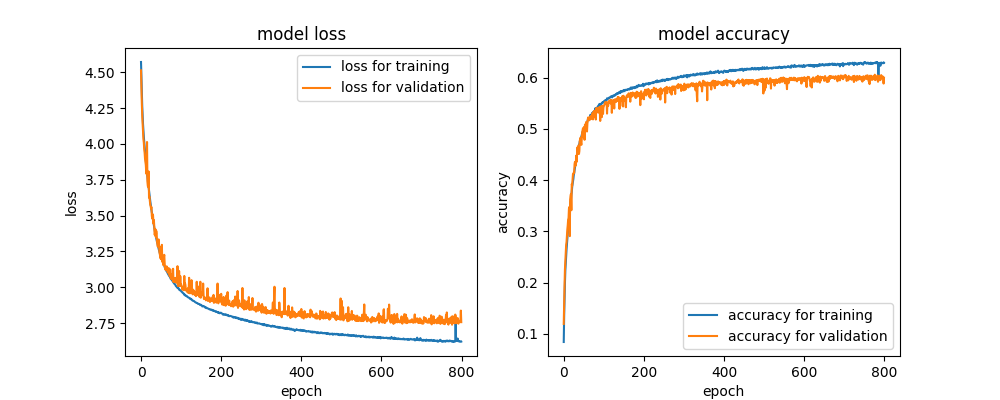 model loss
4.50
4.25
4.00
3.75
3.50
3.25
3.00
2.75
loss
0 200 400 600 800
epoch
loss for training
loss for validation
model accuracy
0.6
0.5
0.4
0.3
0.2
0.1
accuracy
0 200 400 600 800
epoch
accuracy for training
accuracy for validation